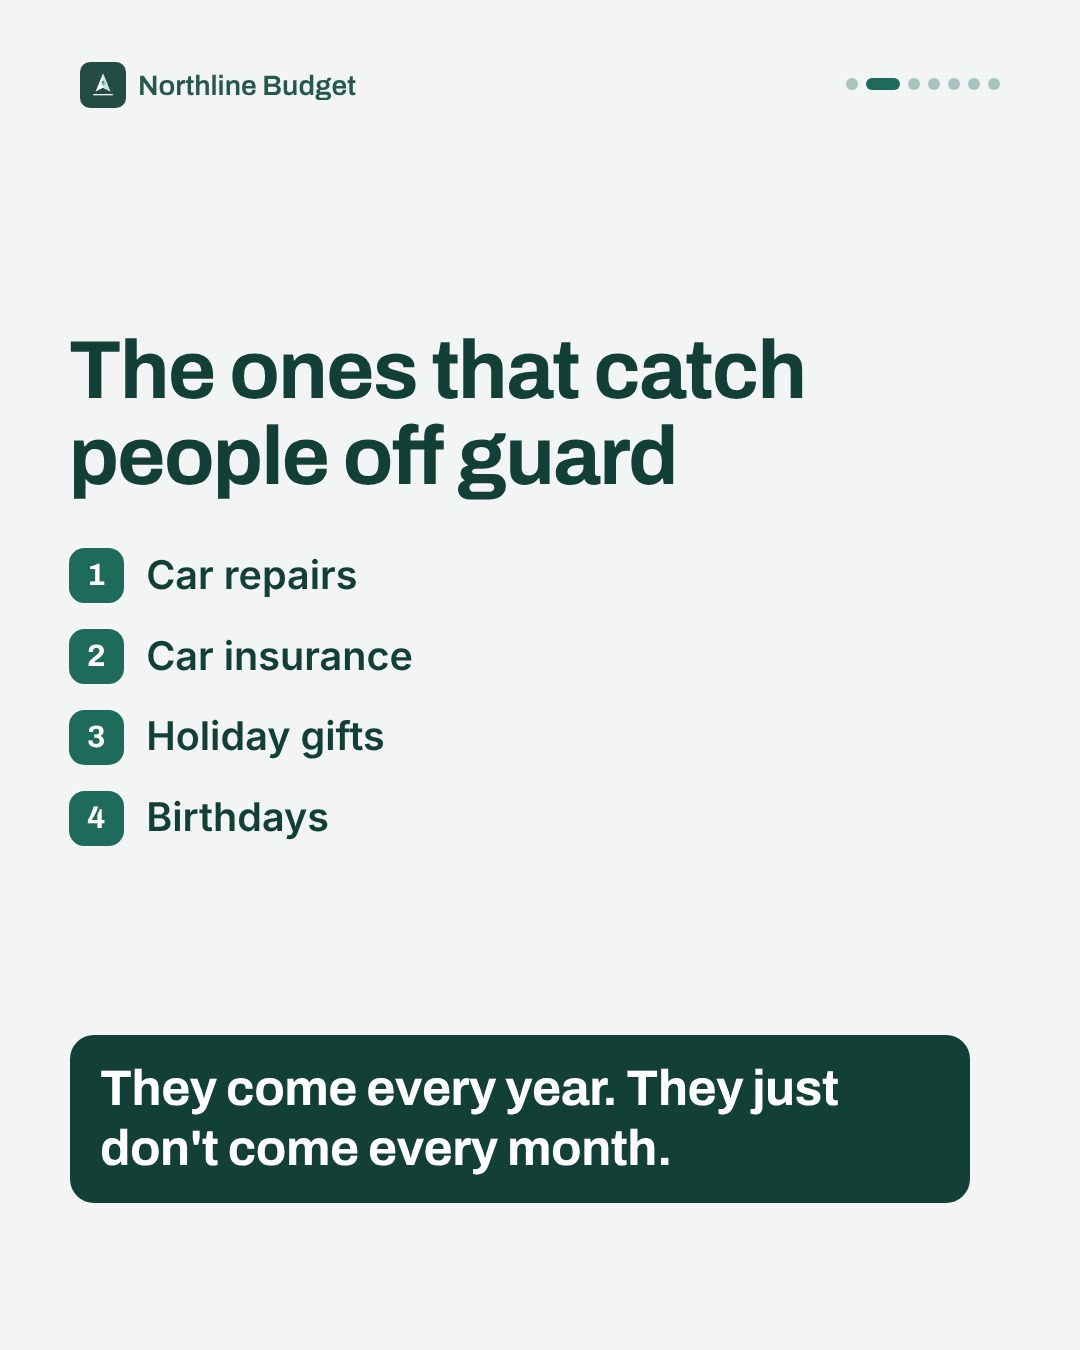 Northline Budget
The ones that catch
people off guard
1 Car repairs
2 Car insurance
3 Holiday gifts
4 Birthdays
They come every year. They just
don't come every month.